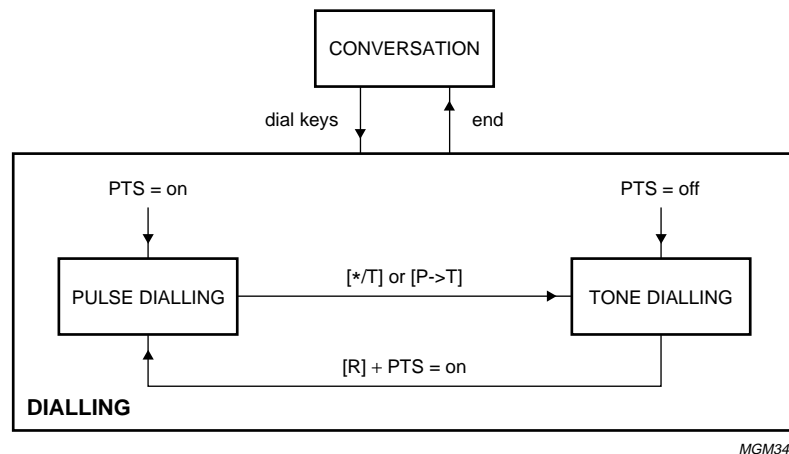 CONVERSATION
dial keys
end
PTS = on
PTS = off
PULSE DIALLING
[*/T] or [P->T]
TONE DIALLING
[R] + PTS = on
DIALLING
MGM34